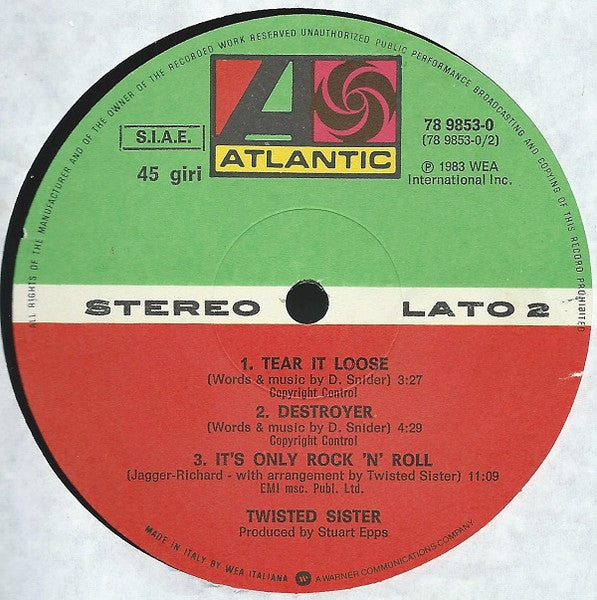 ALL RIGHTS OF THE MANUFACTURER AND OF THE OWNER OF THE RECORDED WORK RESERVED UNAUTHORIZED PUBLIC PERFORMANCE BROADCASTING AND COPYING OF THIS RECORD PROHIBITED
ATLANTIC
S.I.A.E.
45 giri
78 9853-0
(78 9853-0/2)
℗ 1983 WEA
International Inc.
STEREO
LATO 2
1. TEAR IT LOOSE
(Words & music by D. Snider) 3:27
Copyright Control
2. DESTROYER
(Words & music by D. Snider) 4:29
Copyright Control
3. IT'S ONLY ROCK 'N' ROLL
(Jagger-Richard - with arrangement by Twisted Sister) 11:09
EMI msc. Publ. Ltd.
TWISTED SISTER
Produced by Stuart Epps
MADE IN ITALY BY WEA ITALIANA A WARNER COMMUNICATIONS COMPANY